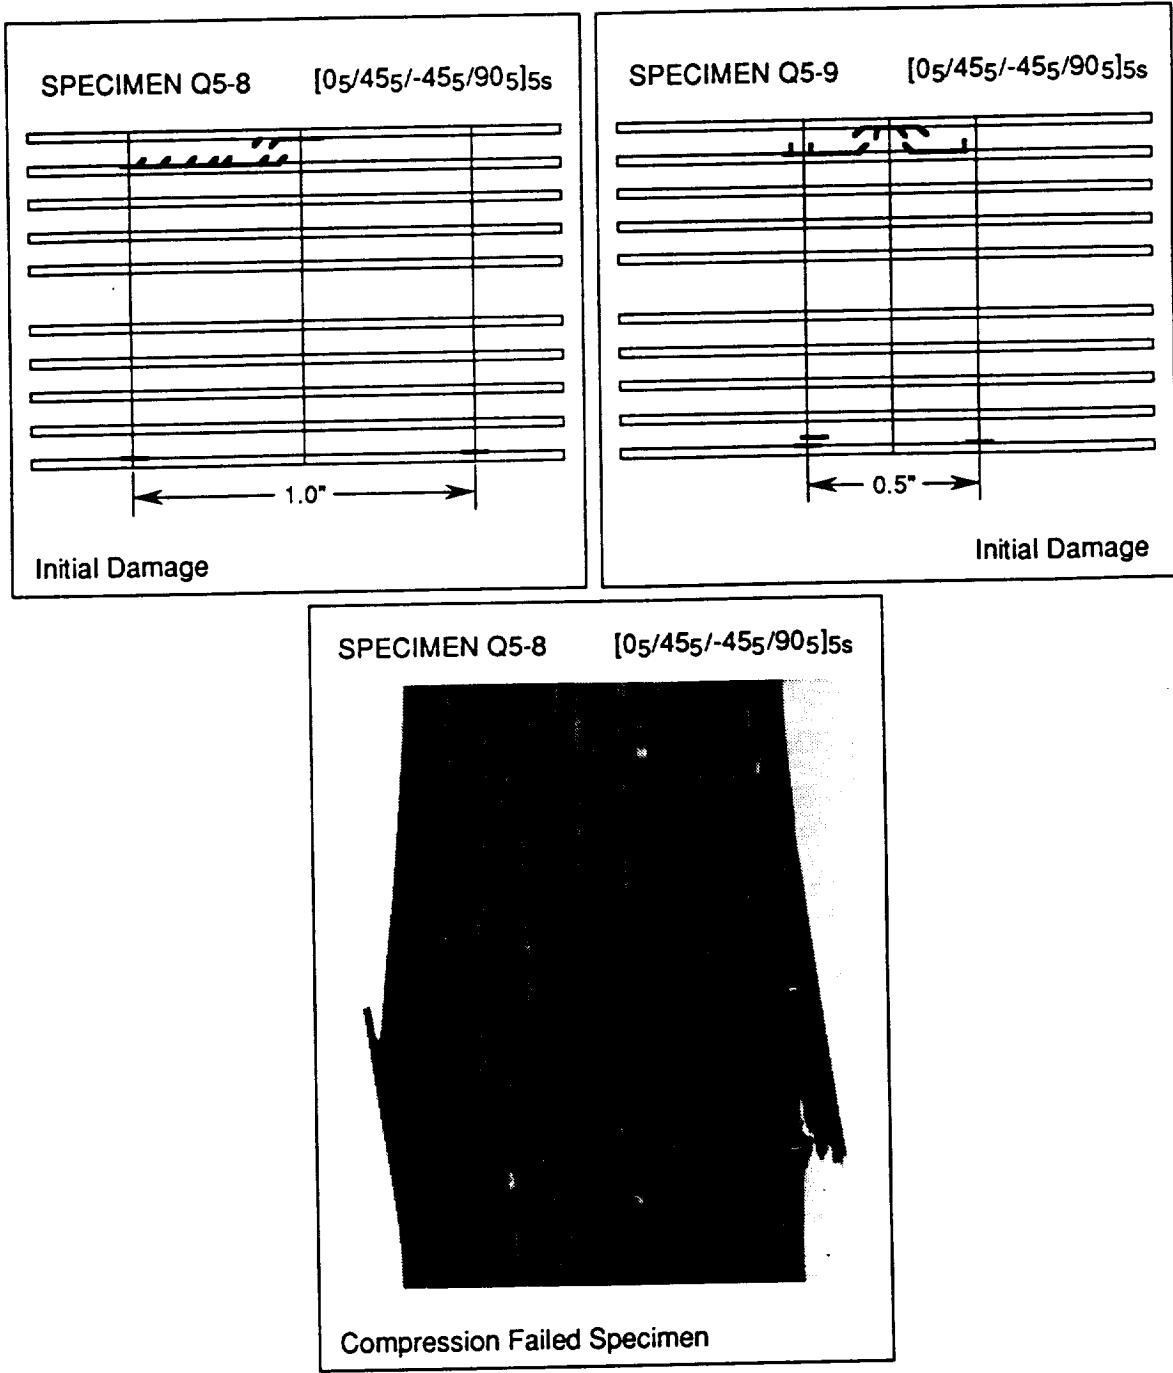 SPECIMEN Q5-8 [05/455/-455/905]5s
1.0"
Initial Damage
SPECIMEN Q5-9 [05/455/-455/905]5s
0.5"
Initial Damage
SPECIMEN Q5-8 [05/455/-455/905]5s
Compression Failed Specimen